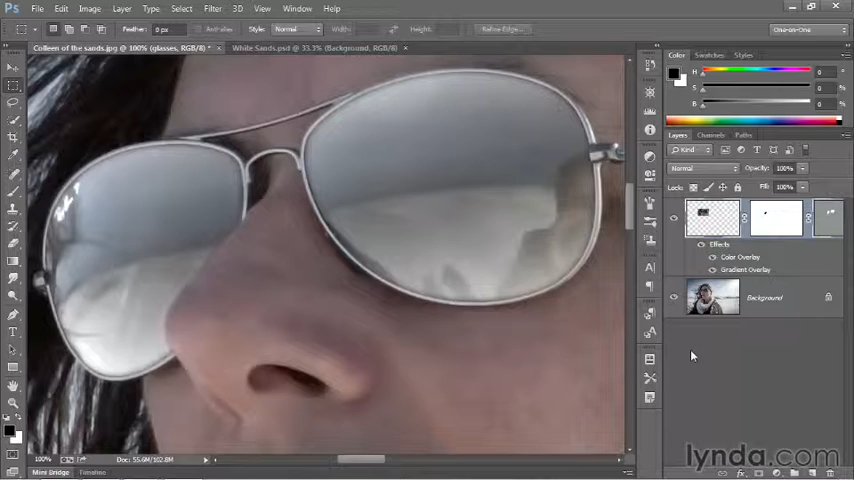 Ps File Edit Image Layer Type Select Filter 3D View Window Help
Feather: 0 px Anti-alias Style: Normal Width: Height: Refine Edge... One-on-One
Colleen of the sands.jpg @ 100% (glasses, RGB/8) * × White Sands.psd @ 33.3% (Background, RGB/8) ×
Color Swatches Styles
H 0
S 0
B 0
Layers Channels Paths
Kind
Normal Opacity: 100%
Lock: Fill: 100%
Effects
Color Overlay
Gradient Overlay
Background
A
lynda.com
100% Doc: 55.6M/102.8M
Mini Bridge Timeline